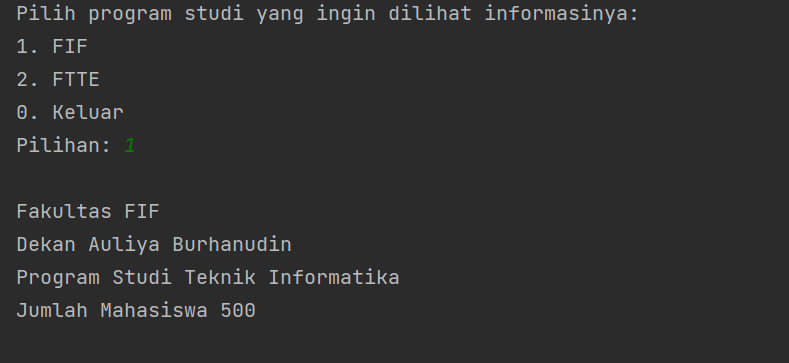 Pilih program studi yang ingin dilihat informasinya:
1. FIF
2. FTTE
0. Keluar
Pilihan: 1
Fakultas FIF
Dekan Auliya Burhanudin
Program Studi Teknik Informatika
Jumlah Mahasiswa 500